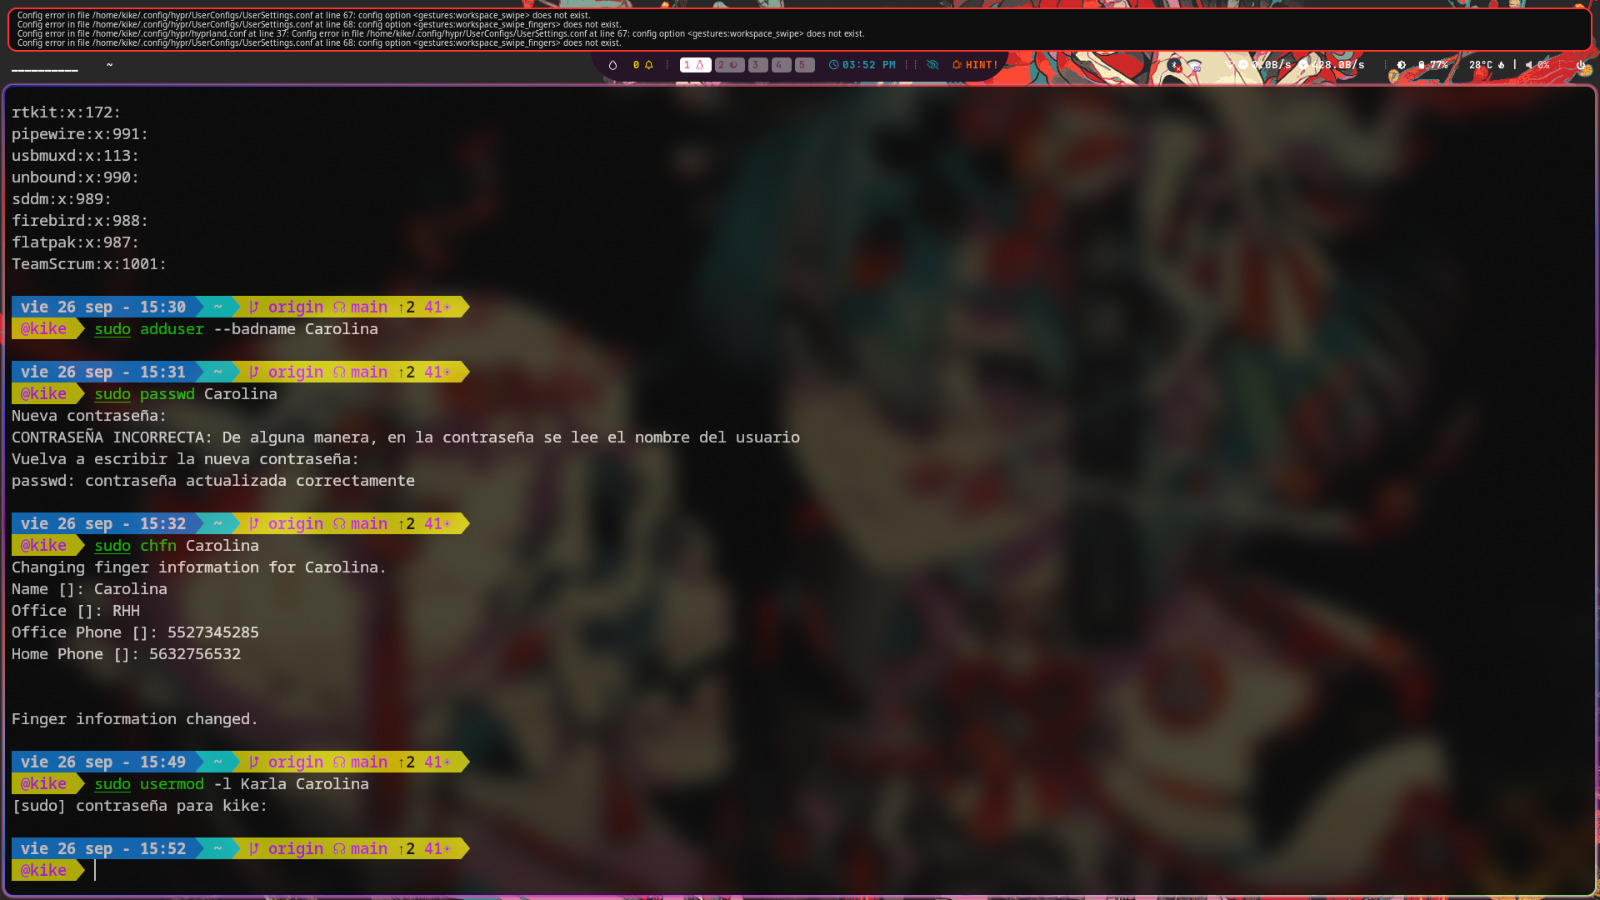 Config error in file /home/kike/.config/hypr/UserConfigs/UserSettings.conf at line 67: config option <gestures:workspace_swipe> does not exist.
Config error in file /home/kike/.config/hypr/UserConfigs/UserSettings.conf at line 68: config option <gestures:workspace_swipe_fingers> does not exist.
Config error in file /home/kike/.config/hypr/hyprland.conf at line 37: Config error in file /home/kike/.config/hypr/UserConfigs/UserSettings.conf at line 67: config option <gestures:workspace_swipe> does not exist.
Config error in file /home/kike/.config/hypr/UserConfigs/UserSettings.conf at line 68: config option <gestures:workspace_swipe_fingers> does not exist.
__________ ~ 0 1 2 3 4 5 03:52 PM HINT! 77% 28°C 0%
rtkit:x:172:
pipewire:x:991:
usbmuxd:x:113:
unbound:x:990:
sddm:x:989:
firebird:x:988:
flatpak:x:987:
TeamScrum:x:1001:
vie 26 sep - 15:30 ~ origin main ↑2 41
@kike sudo adduser --badname Carolina
vie 26 sep - 15:31 ~ origin main ↑2 41
@kike sudo passwd Carolina
Nueva contraseña:
CONTRASEÑA INCORRECTA: De alguna manera, en la contraseña se lee el nombre del usuario
Vuelva a escribir la nueva contraseña:
passwd: contraseña actualizada correctamente
vie 26 sep - 15:32 ~ origin main ↑2 41
@kike sudo chfn Carolina
Changing finger information for Carolina.
Name []: Carolina
Office []: RHH
Office Phone []: 5527345285
Home Phone []: 5632756532
Finger information changed.
vie 26 sep - 15:49 ~ origin main ↑2 41
@kike sudo usermod -l Karla Carolina
[sudo] contraseña para kike:
vie 26 sep - 15:52 ~ origin main ↑2 41
@kike